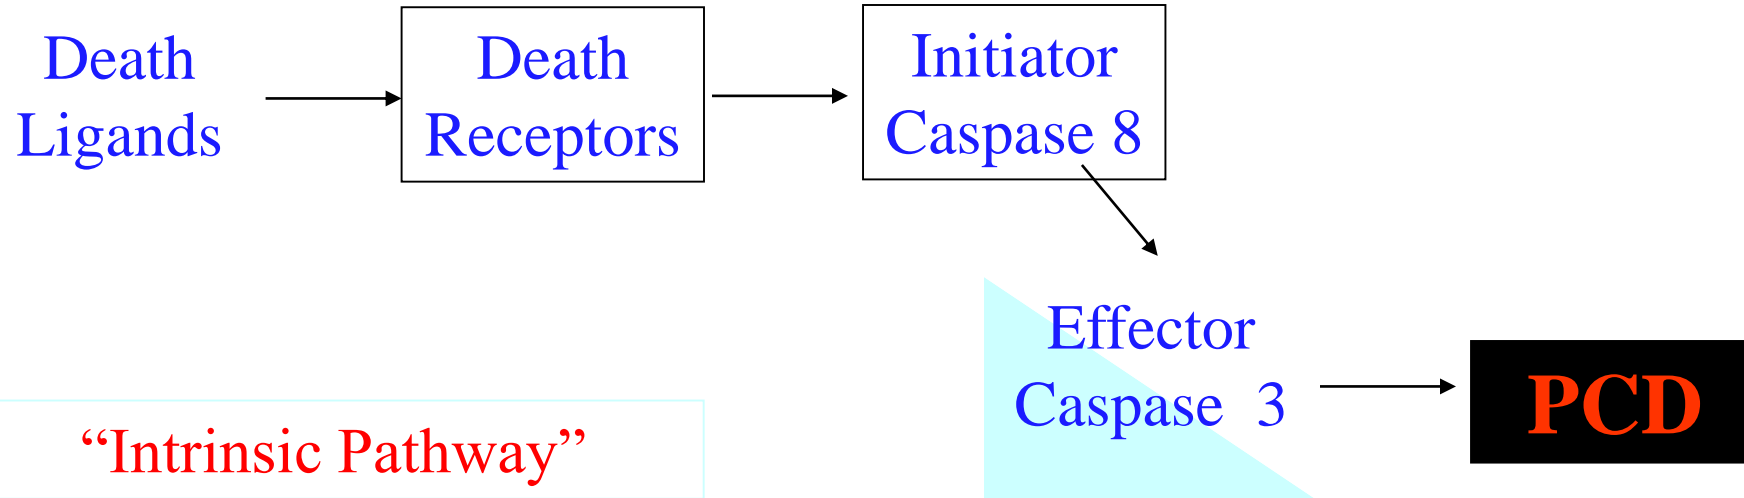 Death
Ligands
Death
Receptors
Initiator
Caspase 8
Effector
Caspase  3
PCD
“Intrinsic Pathway”